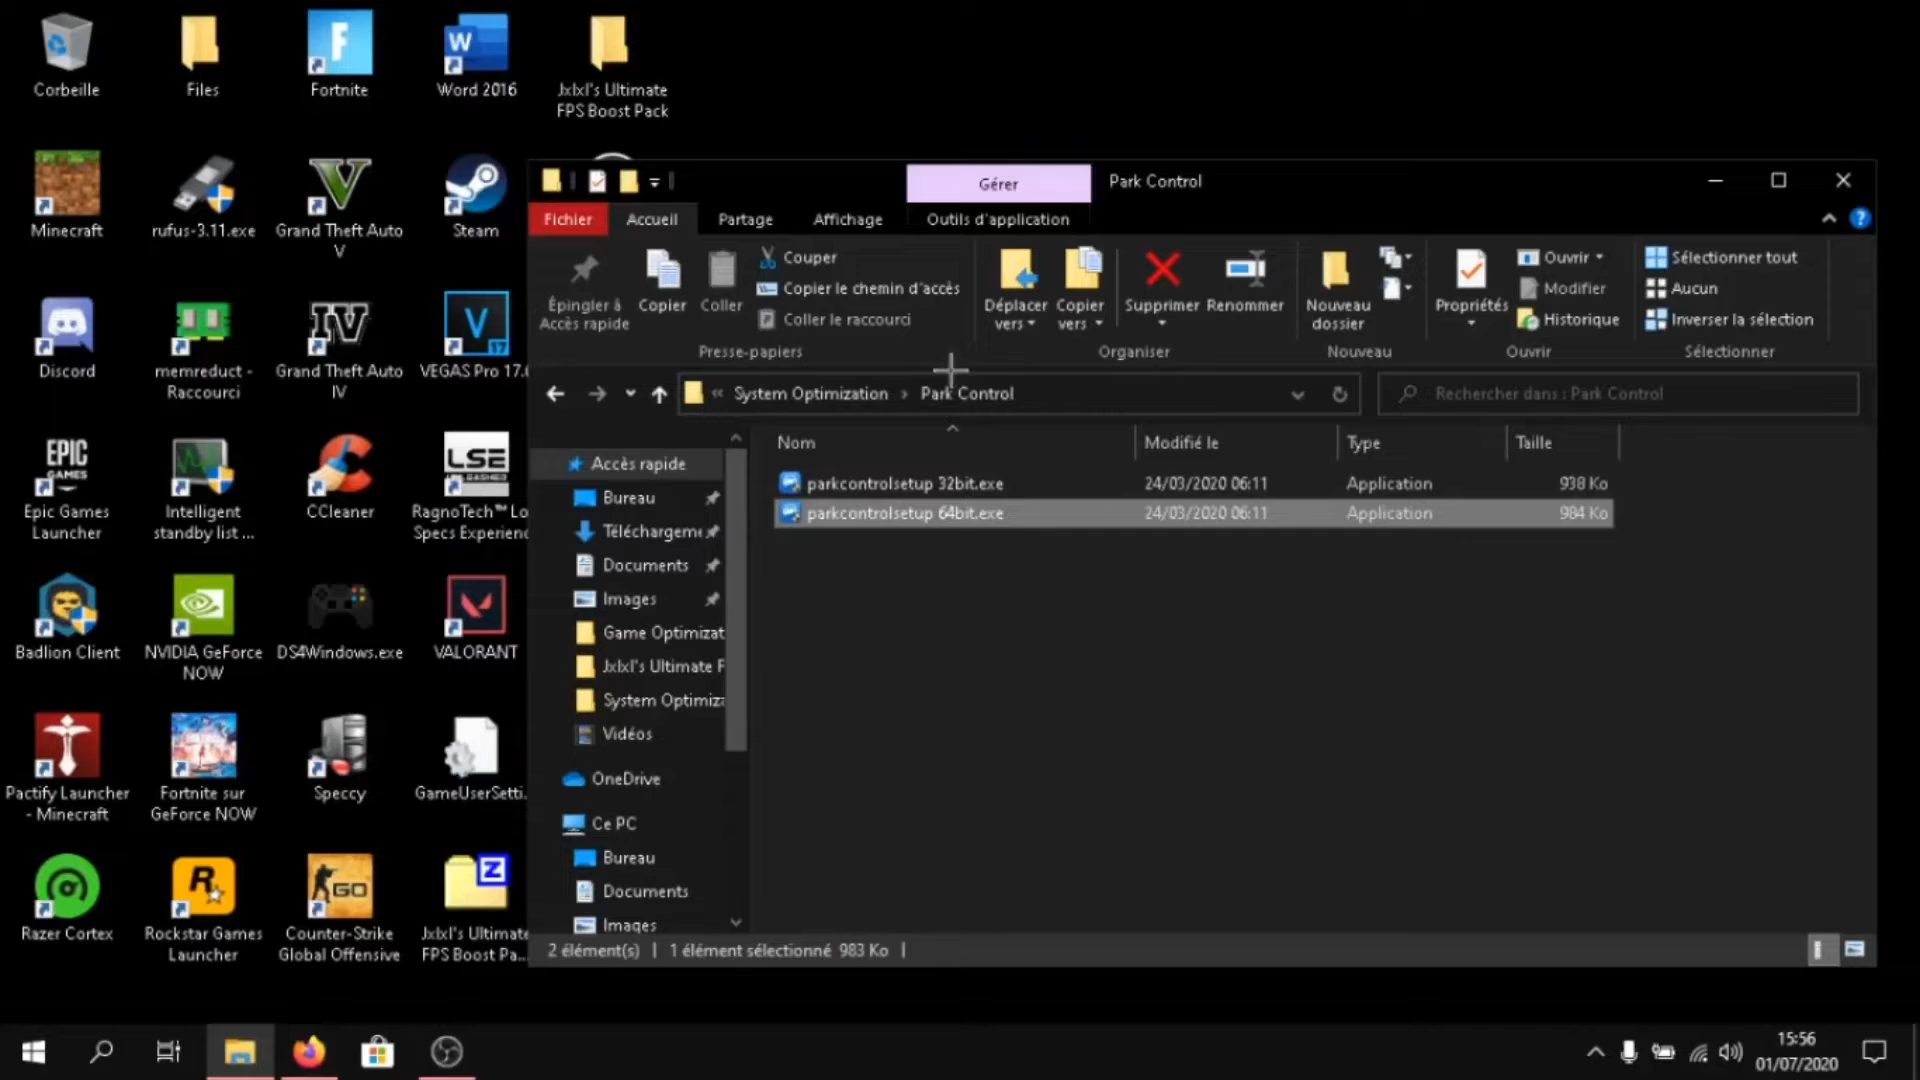 Corbeille
Files
Fortnite
Word 2016
Jxlxl's Ultimate
FPS Boost Pack
Minecraft
rufus-3.11.exe
Grand Theft Auto
V
Steam
Discord
memreduct -
Raccourci
Grand Theft Auto
IV
VEGAS Pro 17.0
Epic Games
Launcher
Intelligent
standby list ...
CCleaner
RagnoTech™ Lo
Specs Experienc
Badlion Client
NVIDIA GeForce
NOW
DS4Windows.exe
VALORANT
Pactify Launcher
- Minecraft
Fortnite sur
GeForce NOW
Speccy
GameUserSetti...
Razer Cortex
Rockstar Games
Launcher
Counter-Strike
Global Offensive
Jxlxl's Ultimate
FPS Boost Pa...
Gérer
Park Control
Fichier
Accueil
Partage
Affichage
Outils d'application
Épingler à
Accès rapide
Copier
Coller
Couper
Copier le chemin d'accès
Coller le raccourci
Déplacer
vers
Copier
vers
Supprimer
Renommer
Nouveau
dossier
Propriétés
Ouvrir
Modifier
Historique
Sélectionner tout
Aucun
Inverser la sélection
Presse-papiers
Organiser
Nouveau
Ouvrir
Sélectionner
« System Optimization › Park Control
Rechercher dans : Park Control
Nom
Modifié le
Type
Taille
parkcontrolsetup 32bit.exe 24/03/2020 06:11 Application 938 Ko
parkcontrolsetup 64bit.exe 24/03/2020 06:11 Application 984 Ko
Accès rapide
Bureau
Téléchargeme
Documents
Images
Game Optimizat
Jxlxl's Ultimate F
System Optimiza
Vidéos
OneDrive
Ce PC
Bureau
Documents
Images
2 élément(s)
1 élément sélectionné 983 Ko
EPIC
GAMES
LSE
GO
15:56
01/07/2020